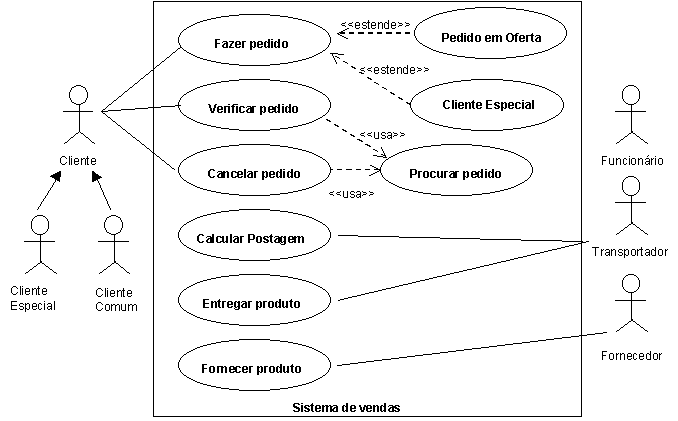 Fazer pedido
<<estende>>
Pedido em Oferta
<<estende>>
Verificar pedido
Cliente Especial
<<usa>>
Cliente
Funcionário
Cancelar pedido
Procurar pedido
<<usa>>
Calcular Postagem
Transportador
Cliente
Especial
Cliente
Comum
Entregar produto
Fornecer produto
Fornecedor
Sistema de vendas